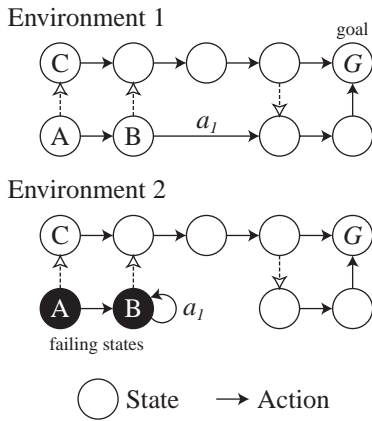 Environment 1
goal
C
G
a1
A
B
Environment 2
C
G
A
B
a1
failing states
State
Action